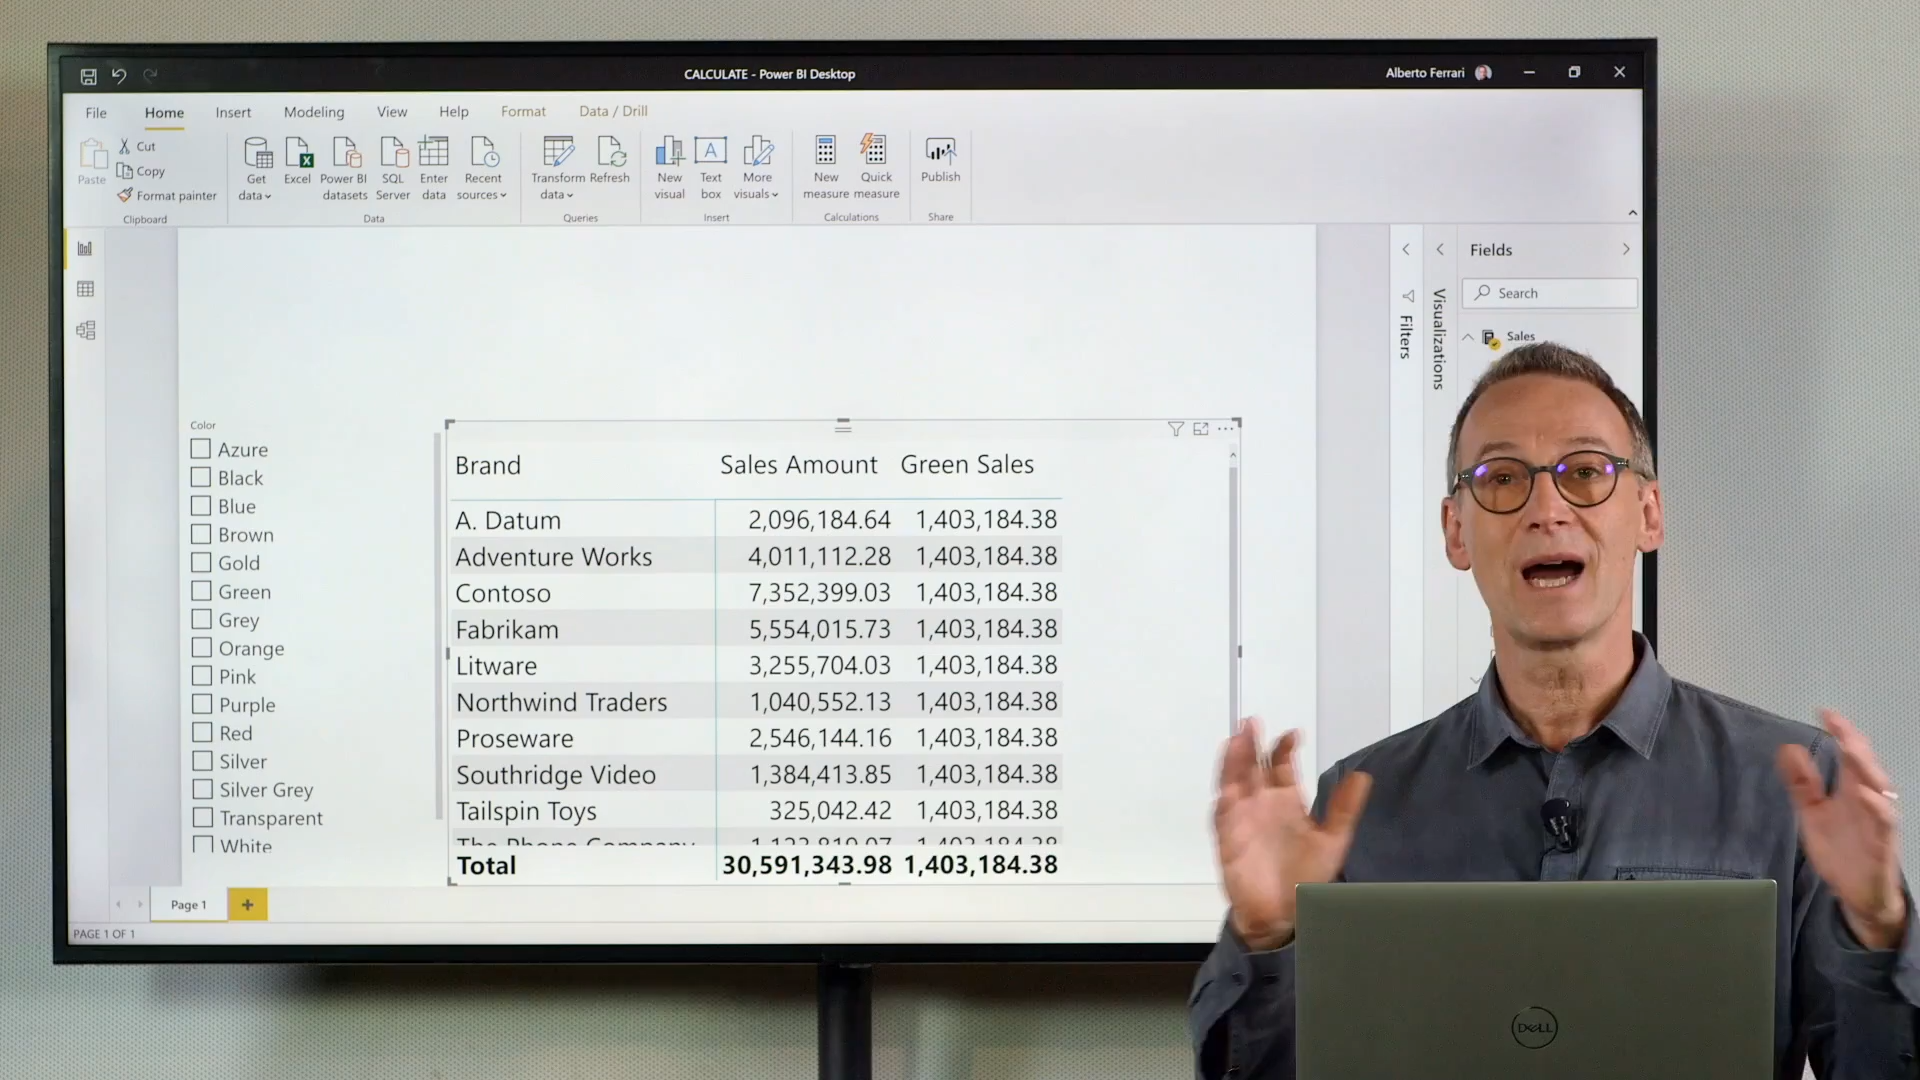 CALCULATE - Power BI Desktop
Alberto Ferrari
File Home Insert Modeling View Help Format Data / Drill
Paste
Cut
Copy
Format painter
Clipboard
Get data
Excel
Power BI datasets
SQL Server
Enter data
Recent sources
Data
Transform data
Refresh
Queries
New visual
Text box
More visuals
Insert
New measure
Quick measure
Calculations
Publish
Share
Filters
Visualizations
Fields
Search
Sales
Color
Azure
Black
Blue
Brown
Gold
Green
Grey
Orange
Pink
Purple
Red
Silver
Silver Grey
Transparent
White
Brand Sales Amount Green Sales
A. Datum 2,096,184.64 1,403,184.38
Adventure Works 4,011,112.28 1,403,184.38
Contoso 7,352,399.03 1,403,184.38
Fabrikam 5,554,015.73 1,403,184.38
Litware 3,255,704.03 1,403,184.38
Northwind Traders 1,040,552.13 1,403,184.38
Proseware 2,546,144.16 1,403,184.38
Southridge Video 1,384,413.85 1,403,184.38
Tailspin Toys 325,042.42 1,403,184.38
The Phone Company
Total 30,591,343.98 1,403,184.38
Page 1
PAGE 1 OF 1
DELL